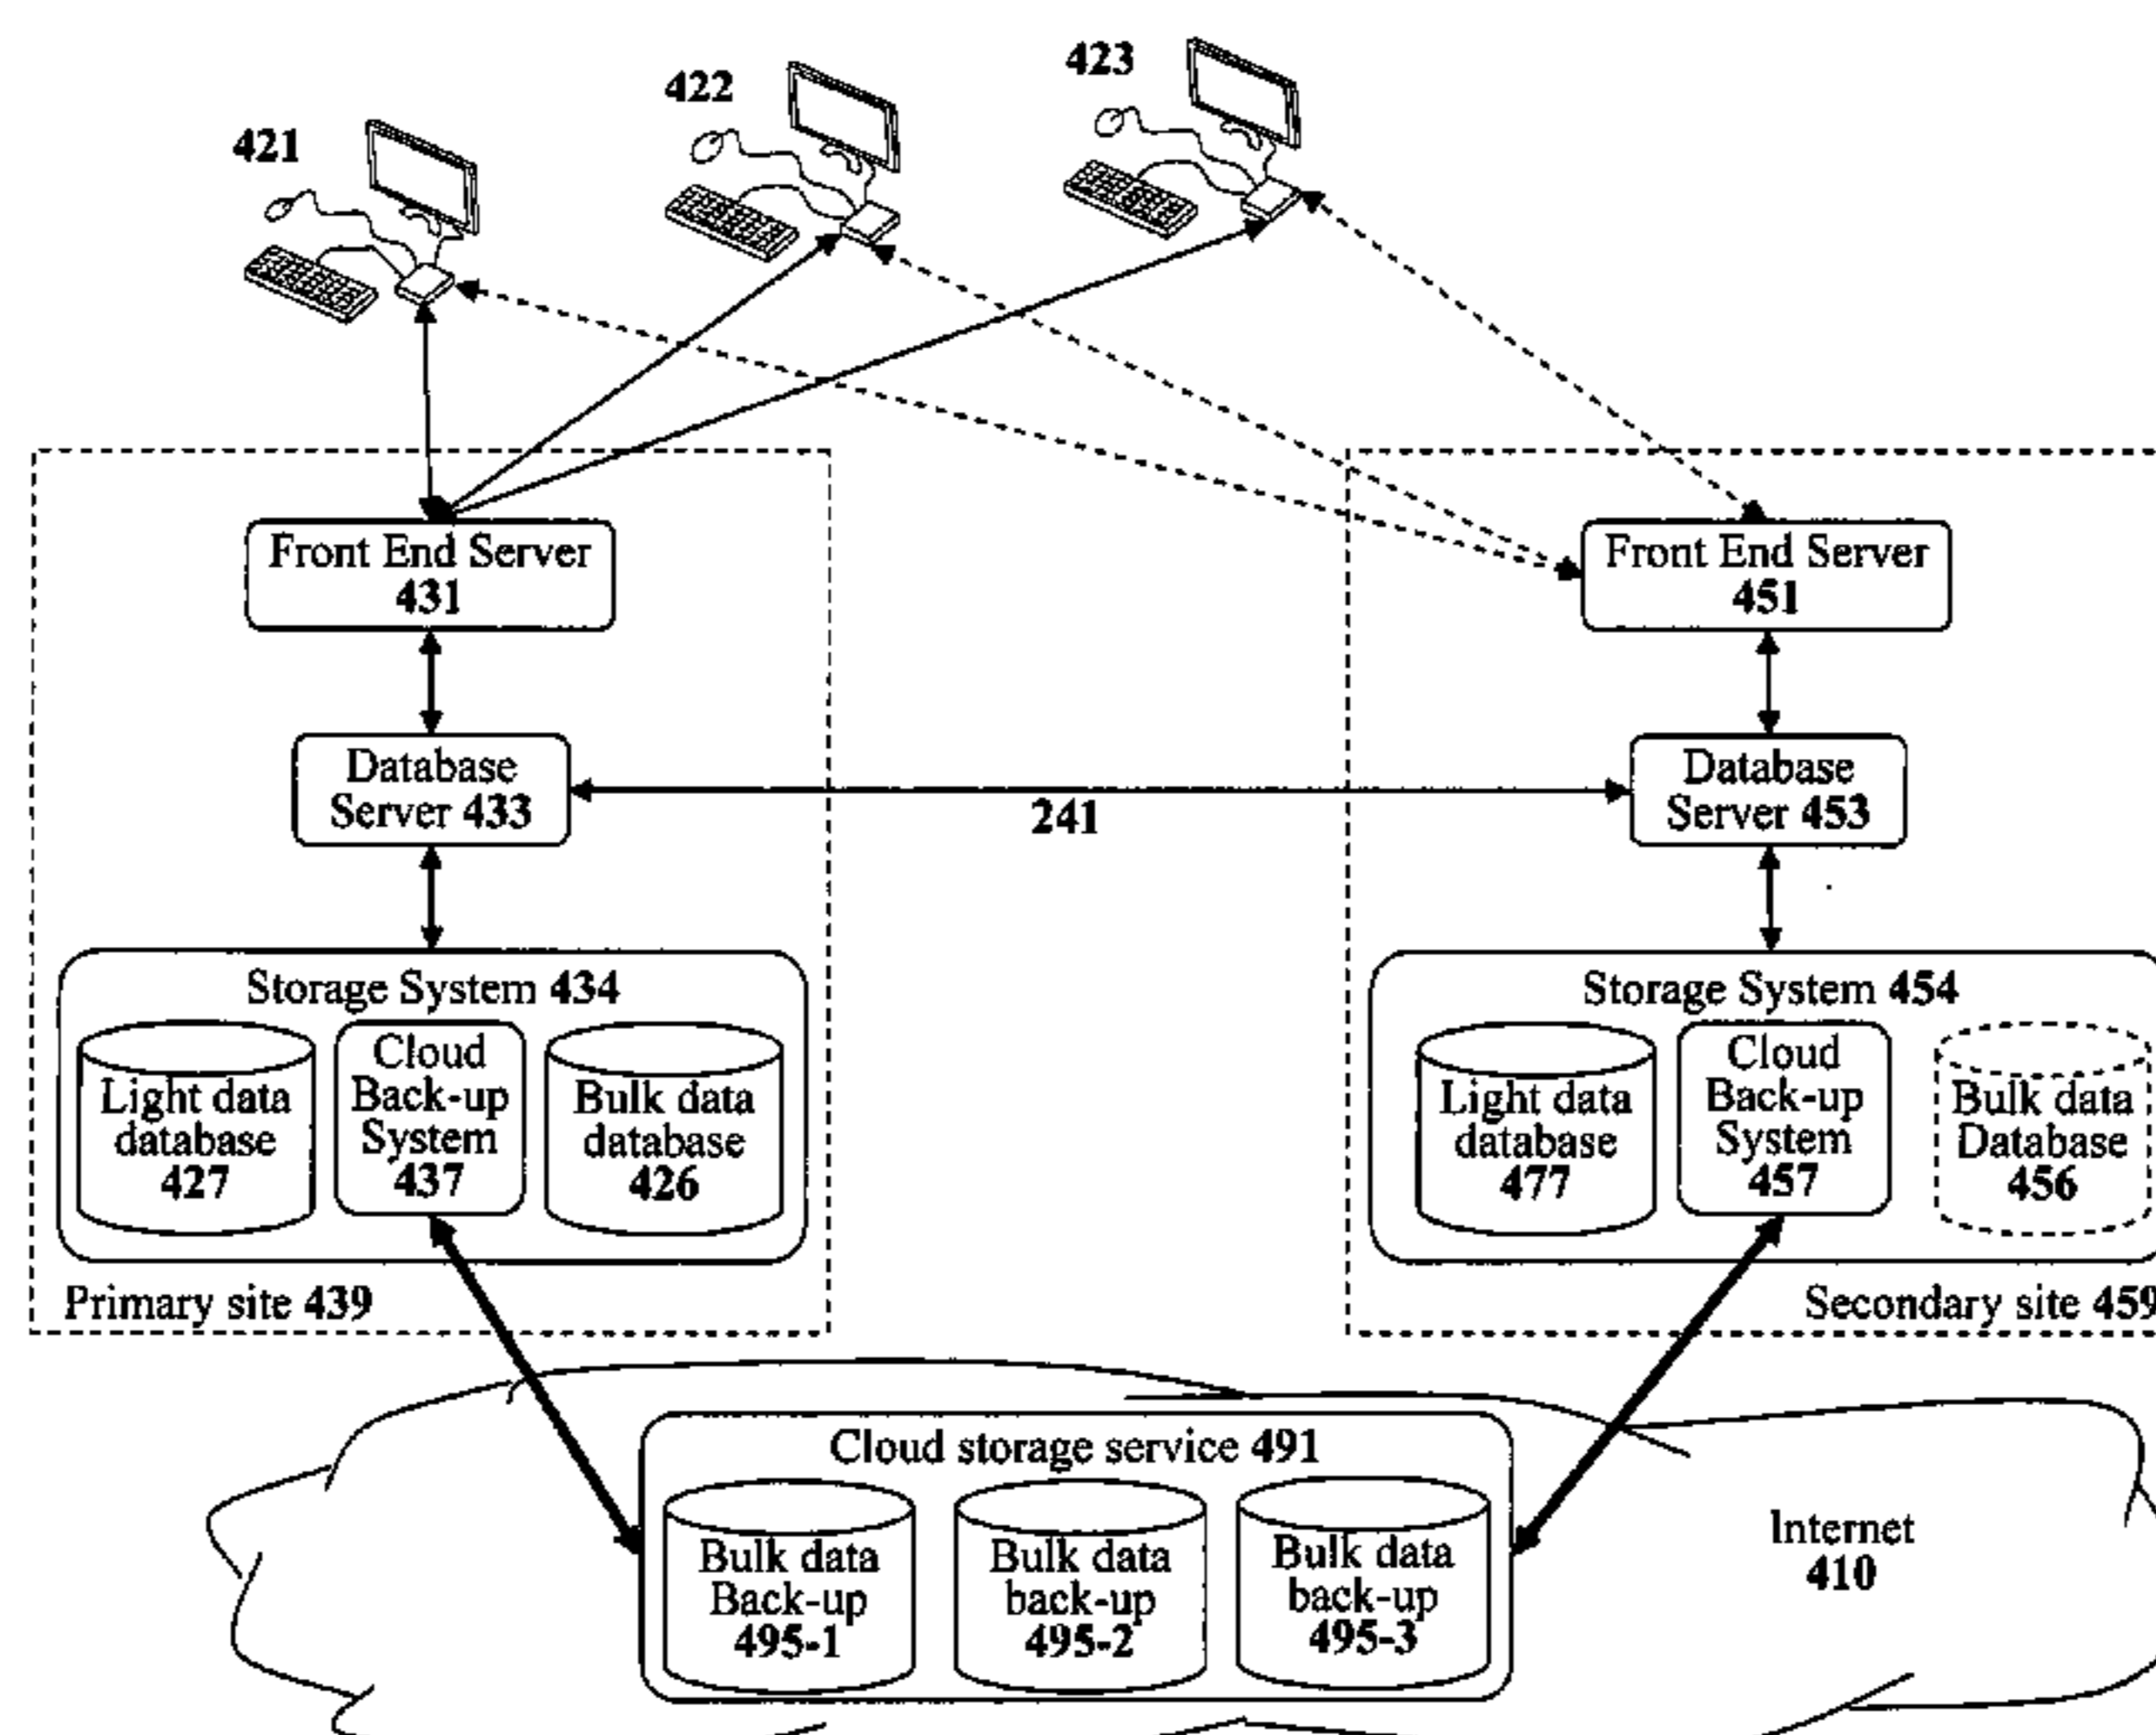 421
422
423
Front End Server
431
Front End Server
451
Database
Server 433
241
Database
Server 453
Storage System 434
Light data
database
427
Cloud
Back-up
System
437
Bulk data
database
426
Primary site 439
Storage System 454
Light data
database
477
Cloud
Back-up
System
457
Bulk data
Database
456
Secondary site 459
Cloud storage service 491
Bulk data
Back-up
495-1
Bulk data
back-up
495-2
Bulk data
back-up
495-3
Internet
410